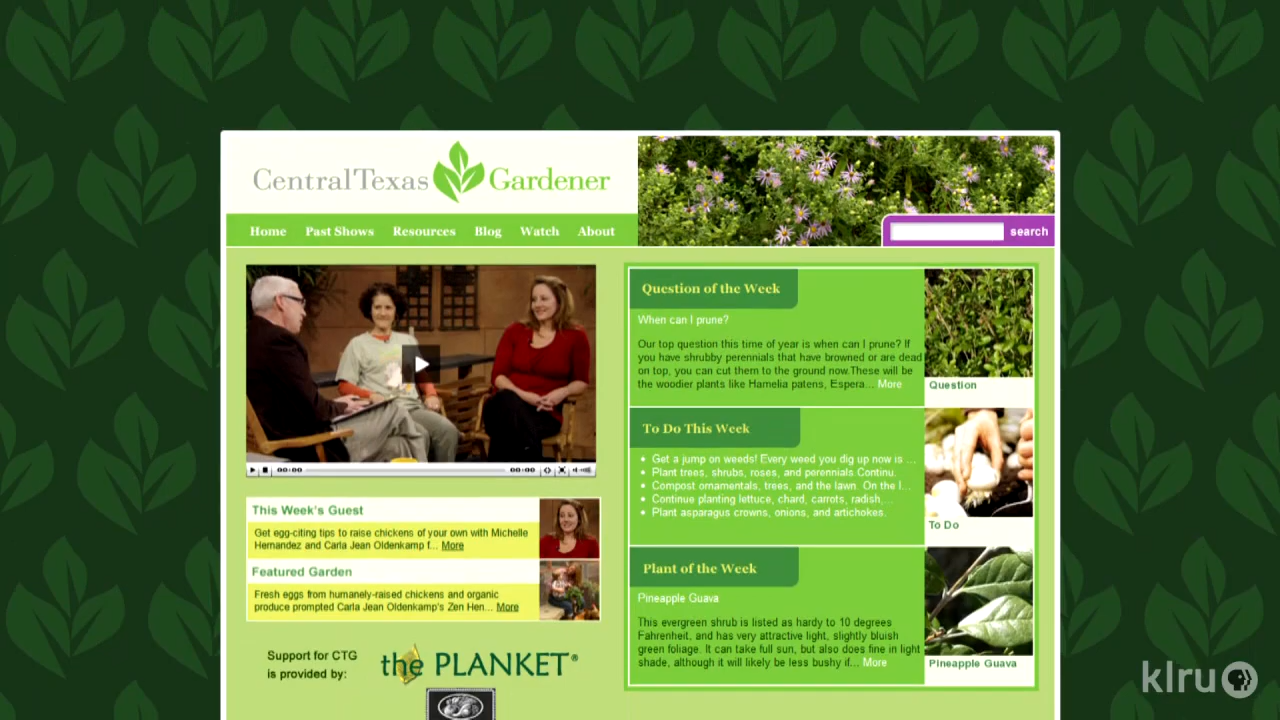 Central Texas Gardener
Home Past Shows Resources Blog Watch About
search
Question of the Week
When can I prune?
Our top question this time of year is when can I prune? If
you have shrubby perennials that have browned or are dead
on top, you can cut them to the ground now.These will be
the woodier plants like Hamelia patens, Espera... More
Question
To Do This Week
Get a jump on weeds! Every weed you dig up now is ...
Plant trees, shrubs, roses, and perennials Continu.
Compost ornamentals, trees, and the lawn. On the l...
Continue planting lettuce, chard, carrots, radish,...
Plant asparagus crowns, onions, and artichokes.
To Do
Plant of the Week
Pineapple Guava
This evergreen shrub is listed as hardy to 10 degrees
Fahrenheit, and has very attractive light, slightly bluish
green foliage. It can take full sun, but also does fine in light
shade, although it will likely be less bushy if... More
Pineapple Guava
00:00 00:00
This Week's Guest
Get egg-citing tips to raise chickens of your own with Michelle
Hernandez and Carla Jean Oldenkamp f... More
Featured Garden
Fresh eggs from humanely-raised chickens and organic
produce prompted Carla Jean Oldenkamp's Zen Hen... More
Support for CTG
is provided by:
the PLANKET®
klru